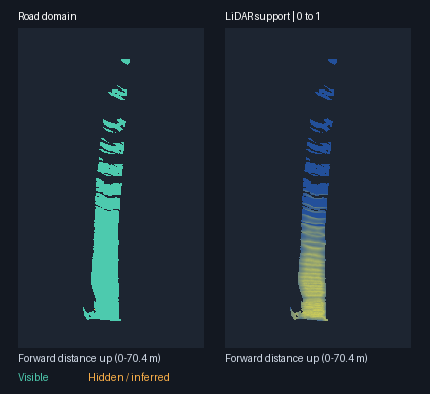 Road domain
LiDAR support | 0 to 1
Forward distance up (0-70.4 m)
Forward distance up (0-70.4 m)
Visible
Hidden / inferred